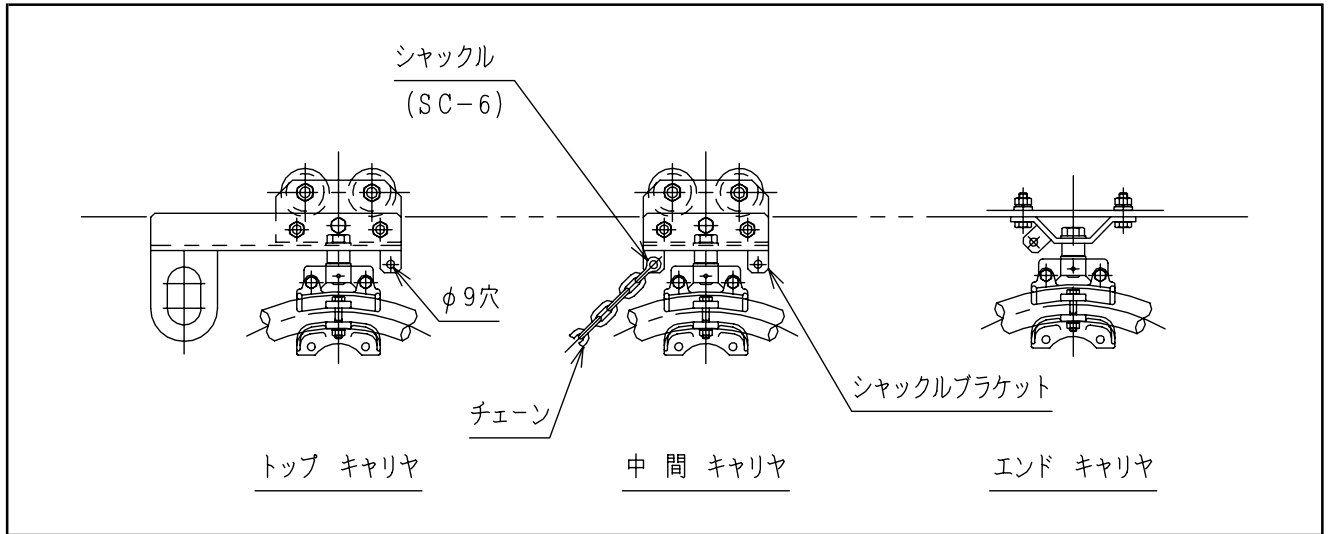 シャックル
(SC-6)
φ9穴
シャックルブラケット
チェーン
トップ キャリヤ
中 間 キャリヤ
エンド キャリヤ